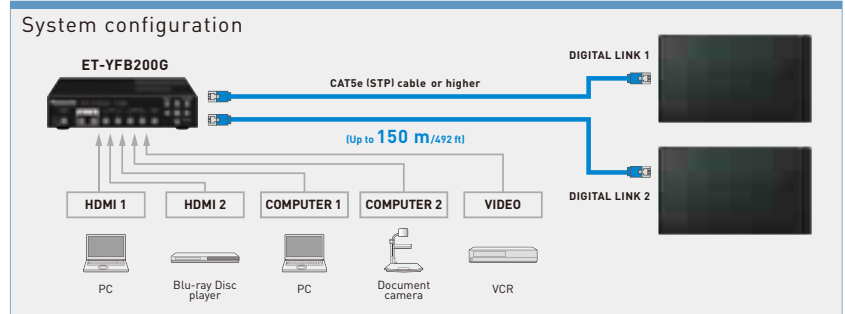 System configuration
ET-YFB200G
DIGITAL LINK 1
CAT5e (STP) cable or higher
(Up to 150 m/492 ft)
DIGITAL LINK 2
HDMI 1
HDMI 2
COMPUTER 1
COMPUTER 2
VIDEO
PC
Blu-ray Disc
player
PC
Document
camera
VCR